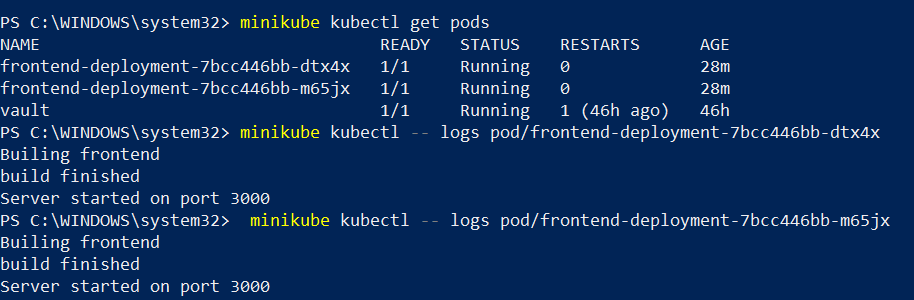 PS C:\WINDOWS\system32> minikube kubectl get pods
NAME READY STATUS RESTARTS AGE
frontend-deployment-7bcc446bb-dtx4x 1/1 Running 0 28m
frontend-deployment-7bcc446bb-m65jx 1/1 Running 0 28m
vault 1/1 Running 1 (46h ago) 46h
PS C:\WINDOWS\system32> minikube kubectl -- logs pod/frontend-deployment-7bcc446bb-dtx4x
Builing frontend
build finished
Server started on port 3000
PS C:\WINDOWS\system32> minikube kubectl -- logs pod/frontend-deployment-7bcc446bb-m65jx
Builing frontend
build finished
Server started on port 3000